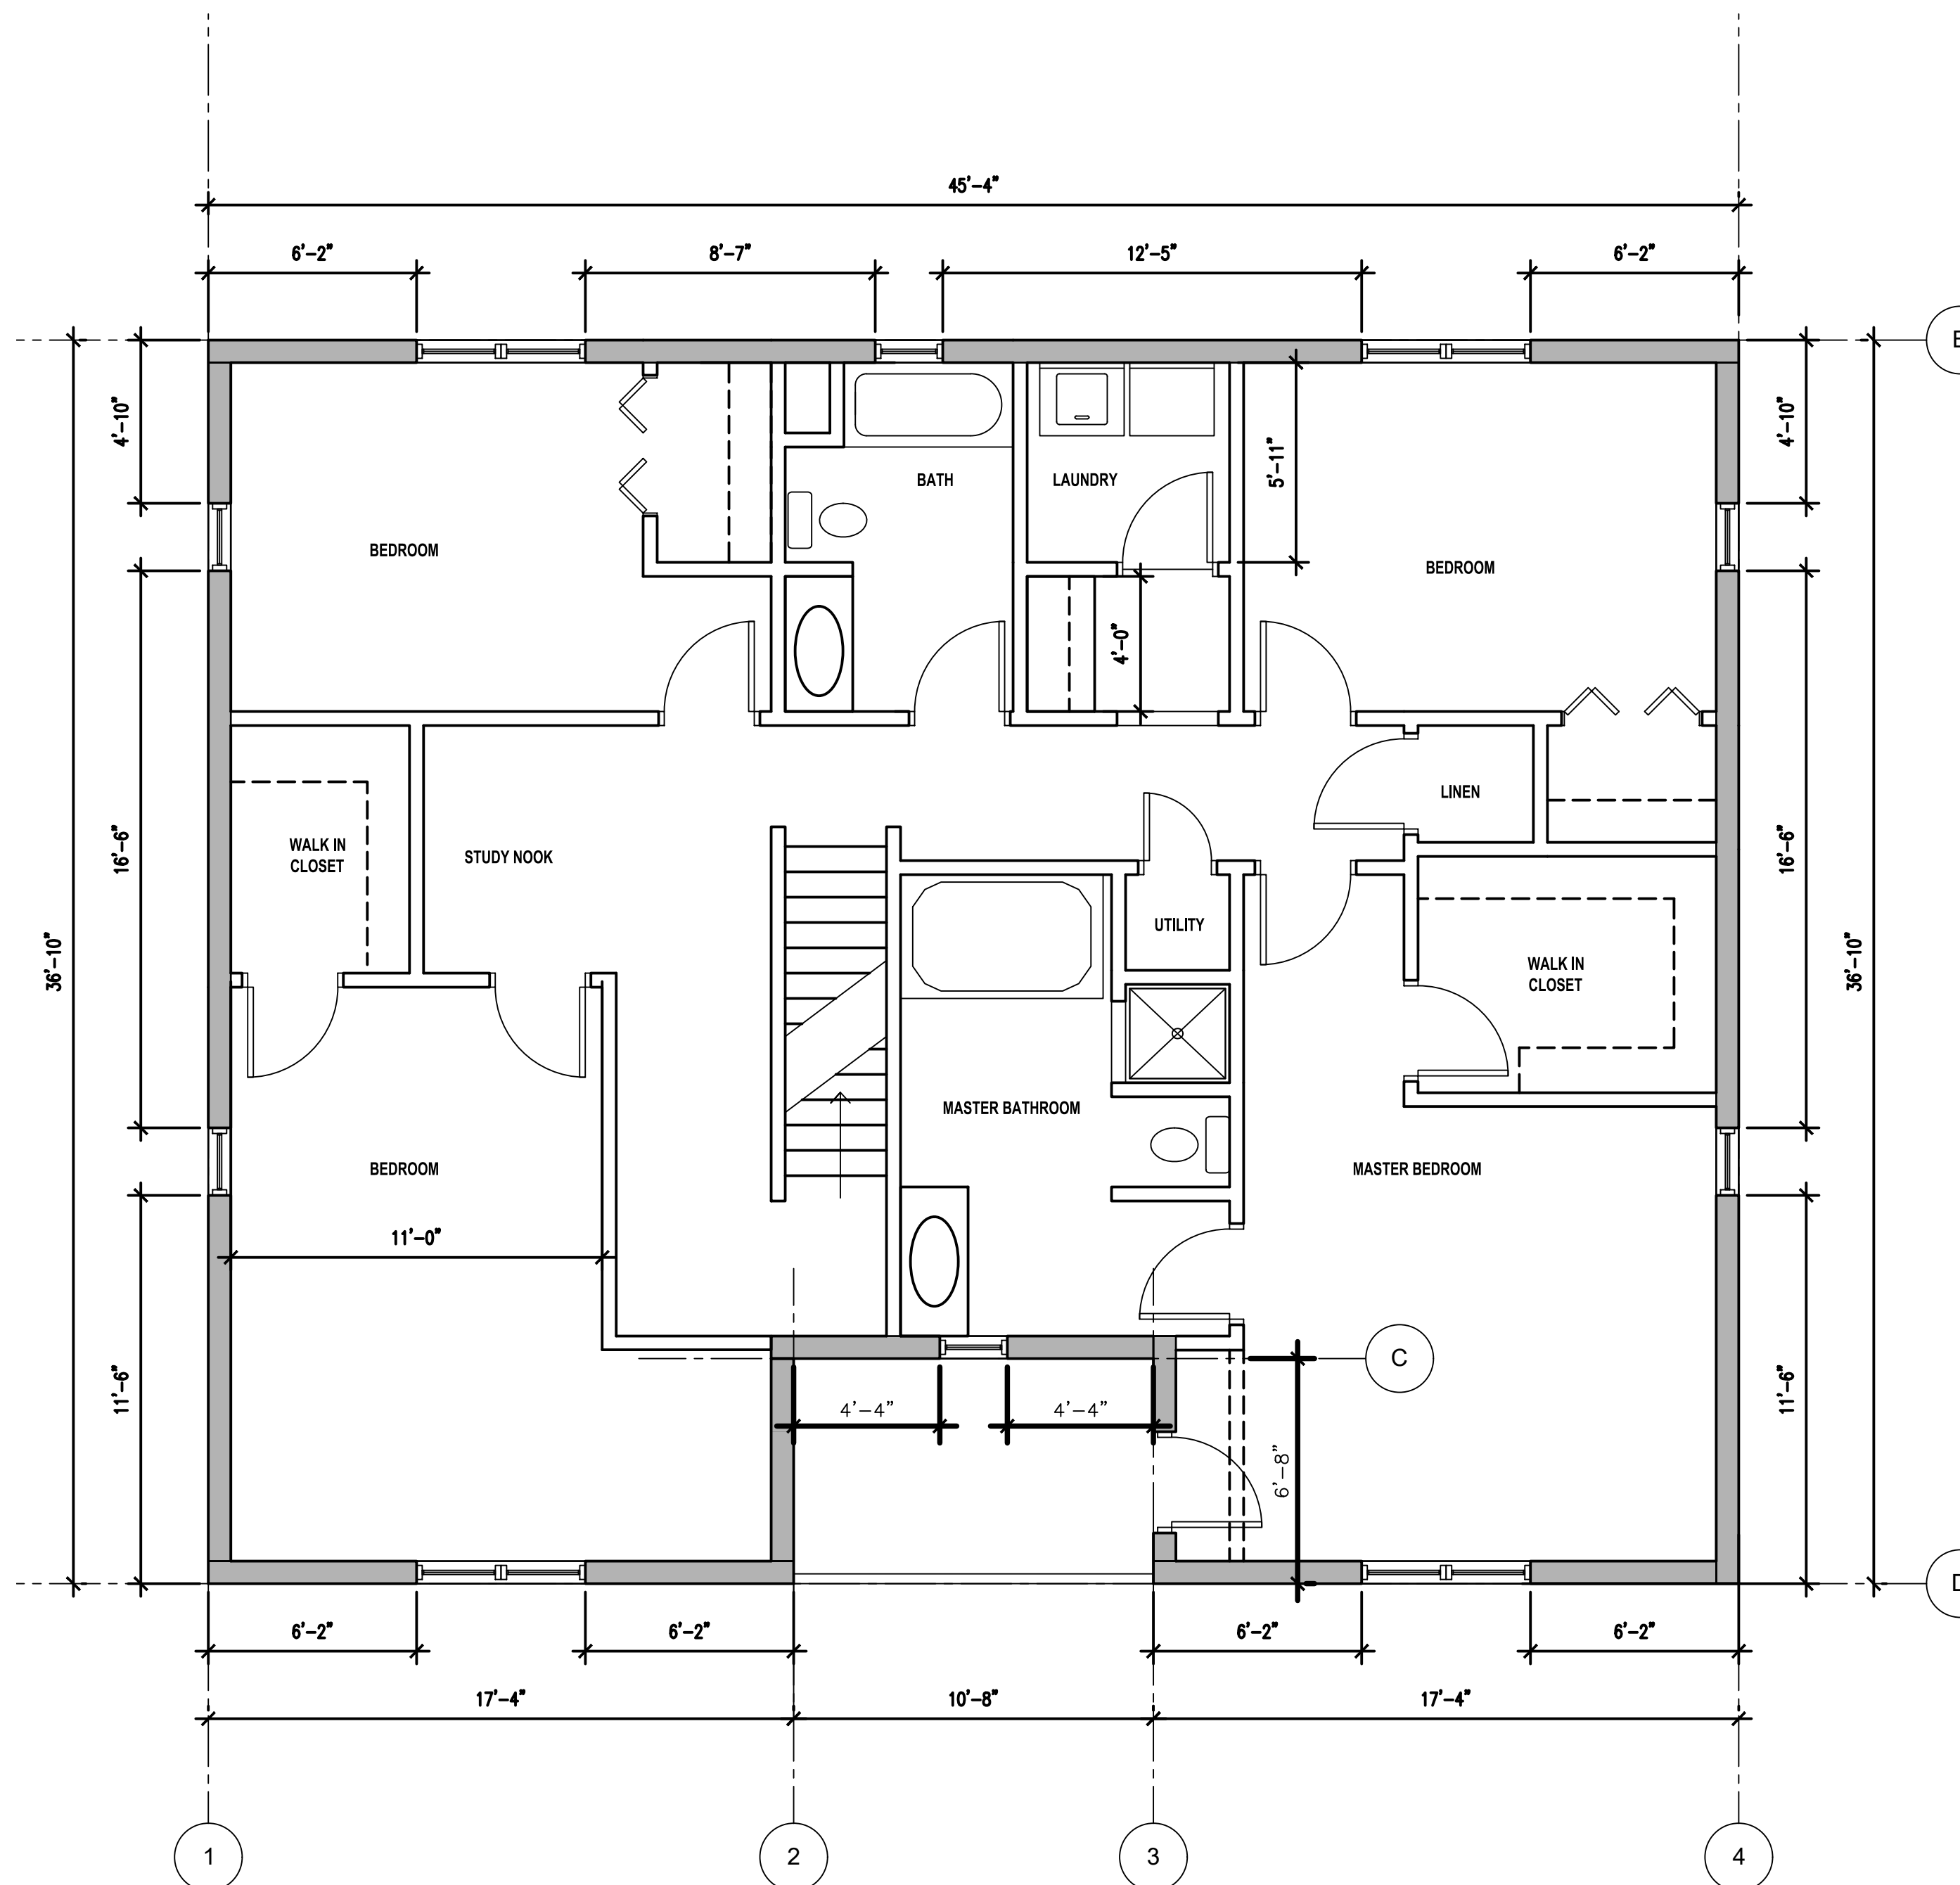 45'-4"
6'-2"
8'-7"
12'-5"
6'-2"
4'-10"
4'-10"
5'-11"
BATH
LAUNDRY
BEDROOM
BEDROOM
4'-0"
LINEN
WALK IN
CLOSET
STUDY NOOK
16'-6"
16'-6"
UTILITY
36'-10"
36'-10"
WALK IN
CLOSET
MASTER BATHROOM
BEDROOM
MASTER BEDROOM
11'-0"
C
11'-6"
11'-6"
4'-4"
4'-4"
6'-8"
6'-2"
6'-2"
6'-2"
6'-2"
17'-4"
10'-8"
17'-4"
1
2
3
4